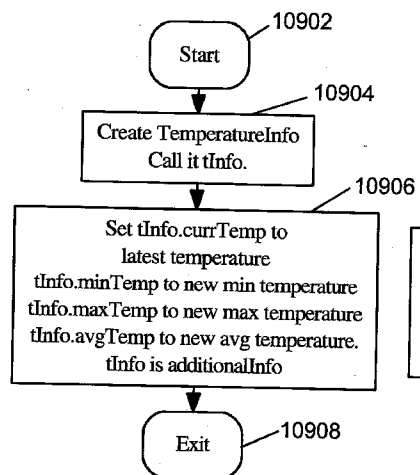 10902
Start
10904
Create TemperatureInfo
Call it tInfo.
10906
Set tInfo.currTemp to
latest temperature
tInfo.minTemp to new min temperature
tInfo.maxTemp to new max temperature
tInfo.avgTemp to new avg temperature.
tInfo is additionalInfo
Exit
10908